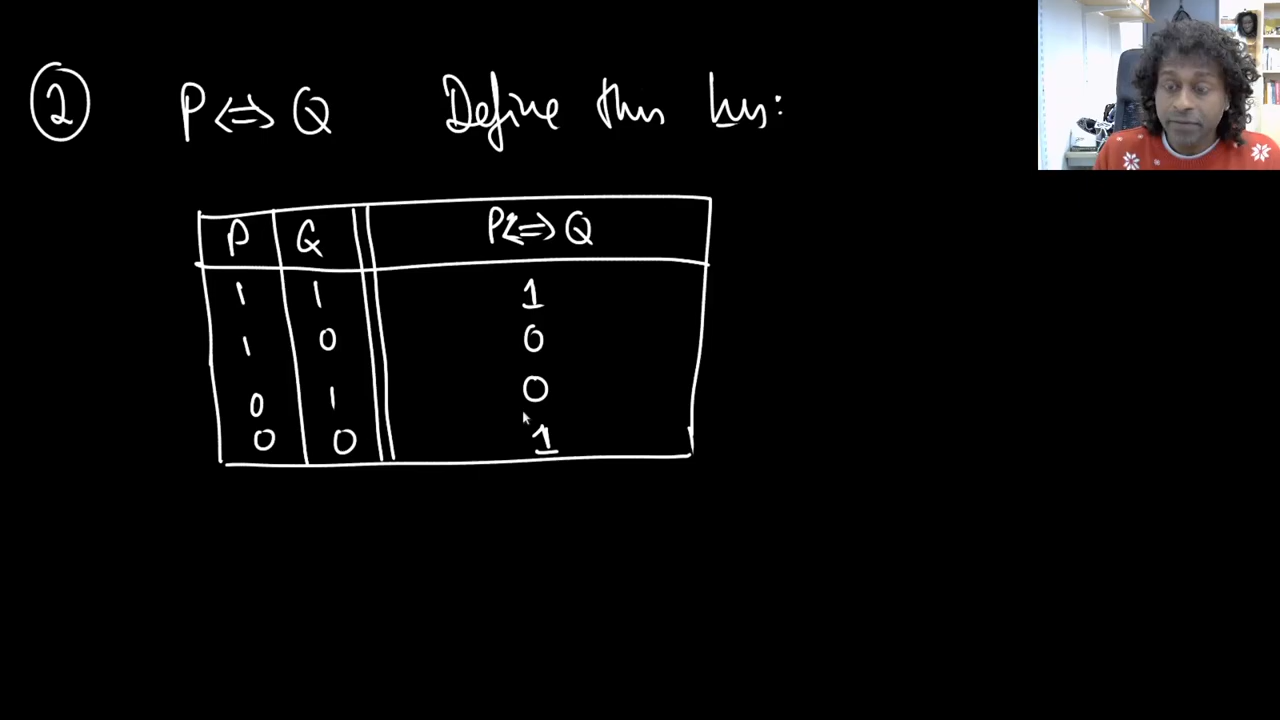 ② P ⇔ Q Define this by:
P Q P ⇔ Q
1 1 1
1 0 0
0 1 0
0 0 1